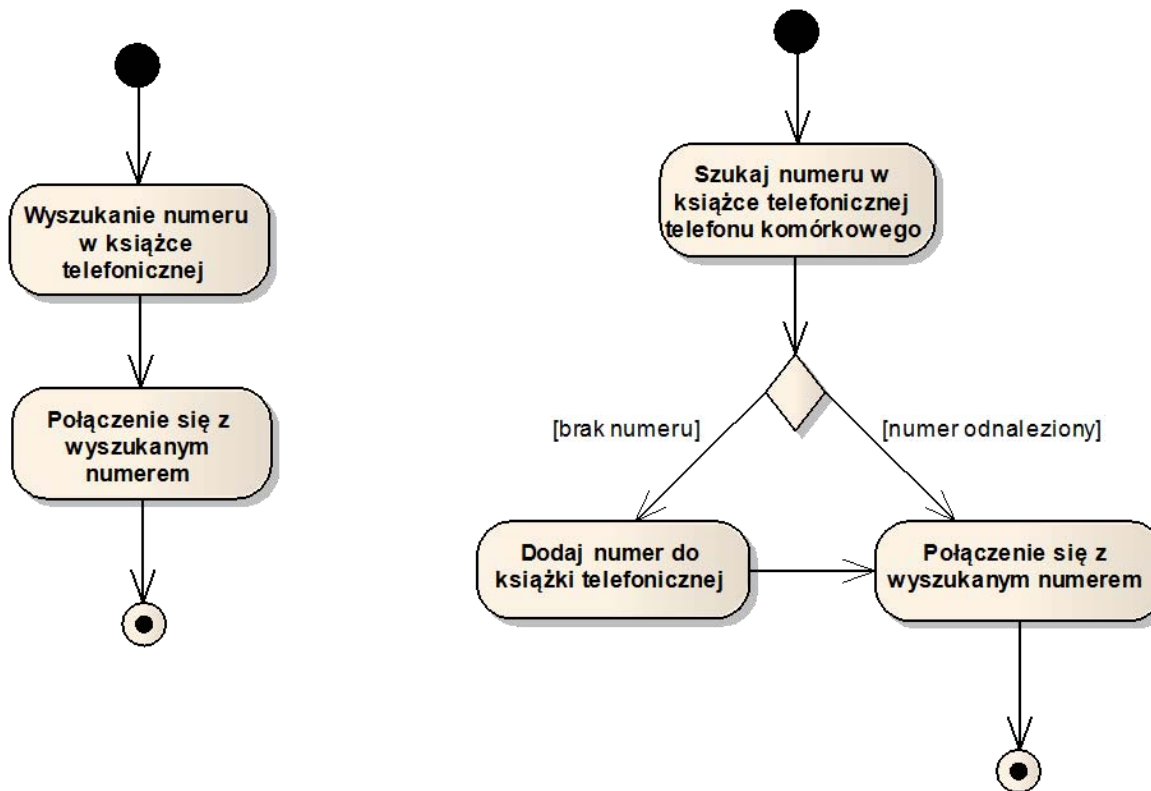 Wyszukanie numeru
w książce
telefonicznej
Połączenie się z
wyszukanym
numerem
Szukaj numeru w
książce telefonicznej
telefonu komórkowego
[brak numeru]
[numer odnaleziony]
Dodaj numer do
książki telefonicznej
Połączenie się z
wyszukanym numerem